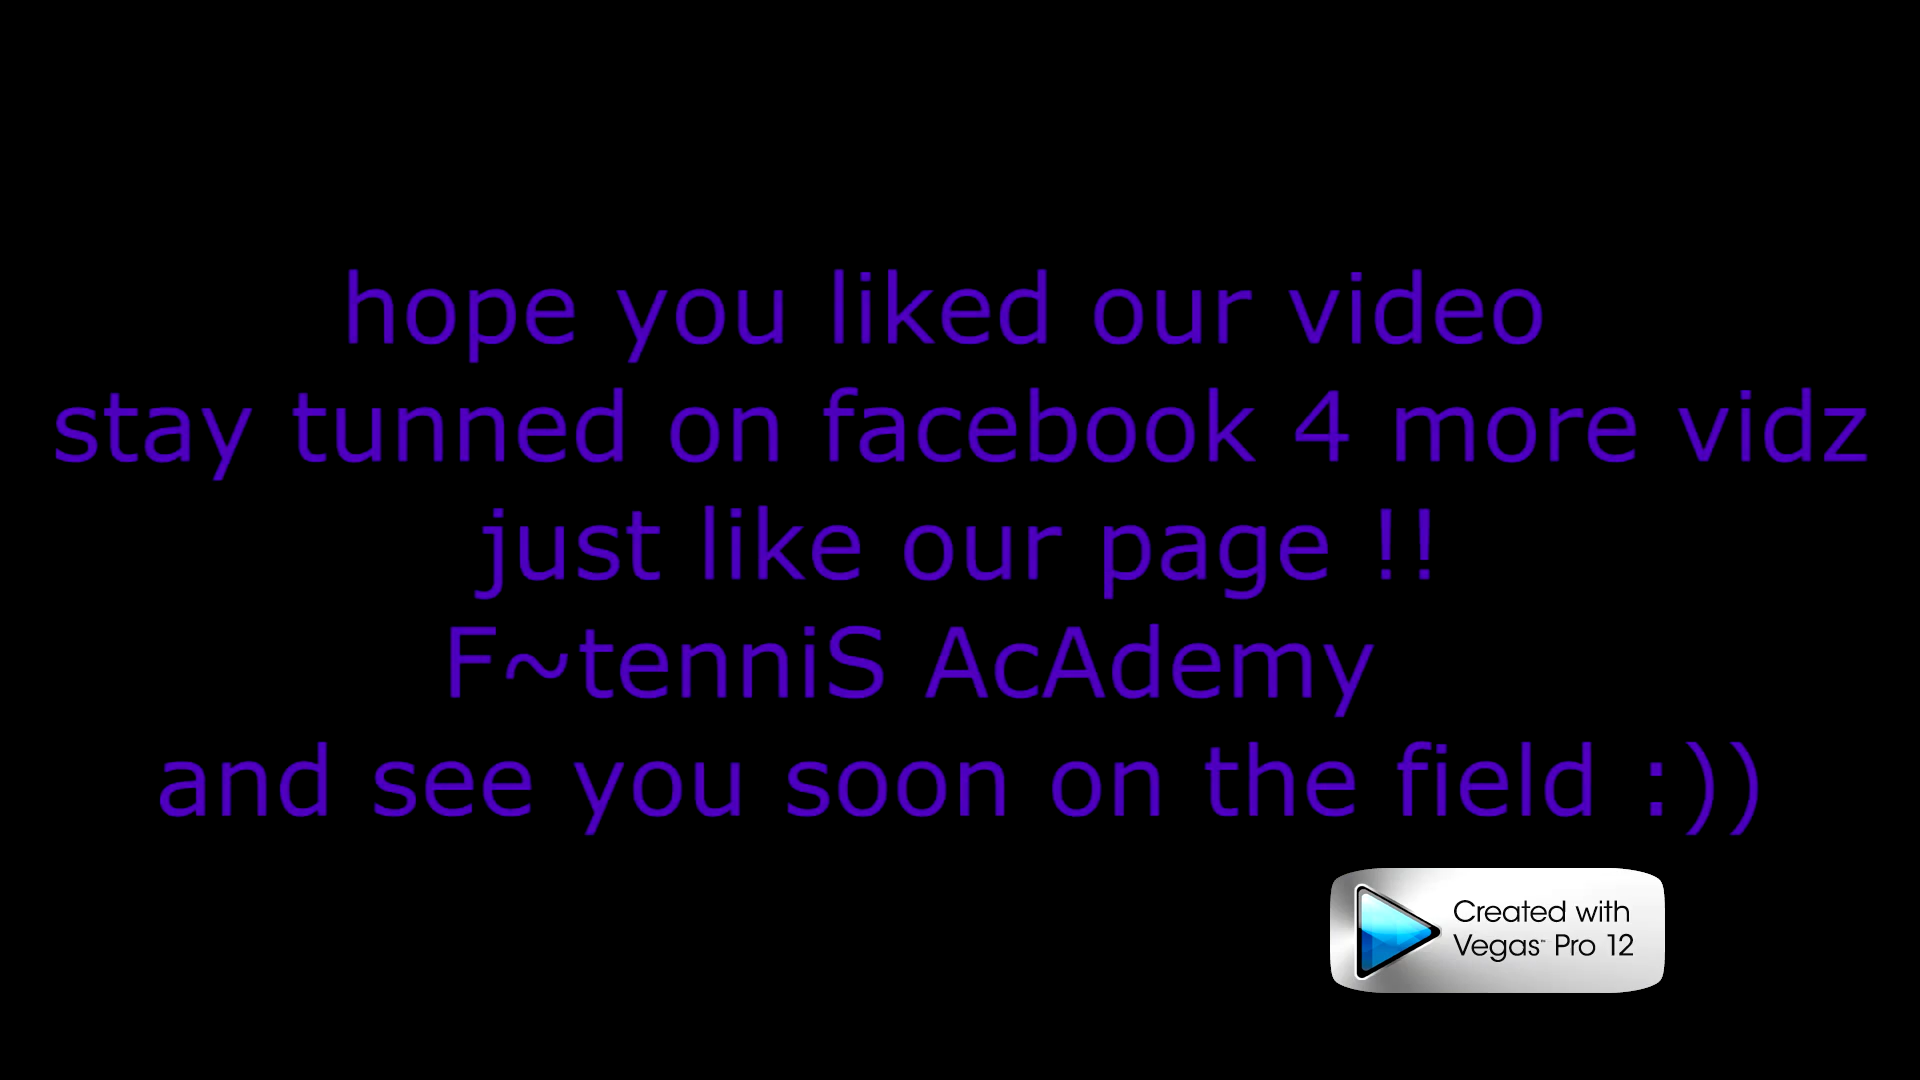 hope you liked our video
stay tunned on facebook 4 more vidz
just like our page !!
F~tenniS AcAdemy
and see you soon on the field :))
Created with
Vegas™ Pro 12